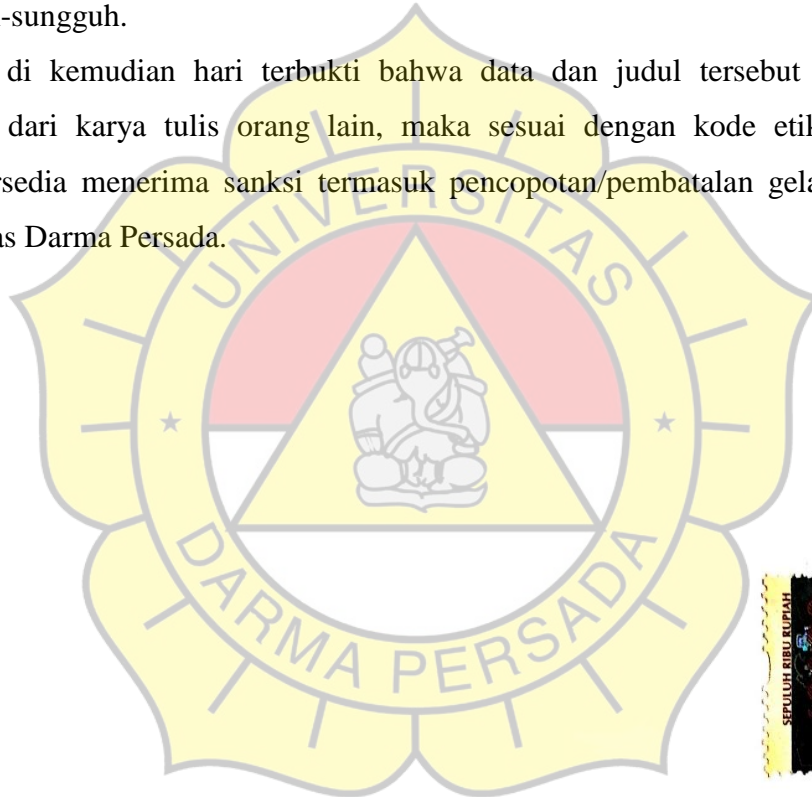 -sungguh.
di kemudian hari terbukti bahwa data dan judul tersebut
dari karya tulis orang lain, maka sesuai dengan kode etik
rsedia menerima sanksi termasuk pencopotan/pembatalan gela
as Darma Persada.
UNIVERSITAS
DARMA PERSADA
SEPULUH RIBU RUPIAH